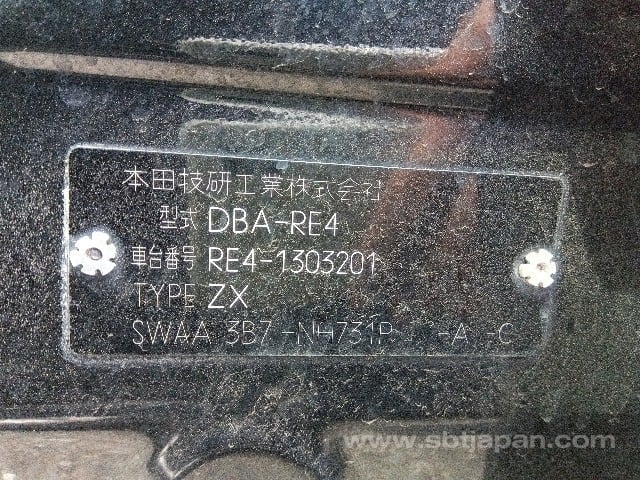 本田技研工業株式会社
型式 DBA-RE4
車台番号 RE4-1303201
TYPE ZX
SWAA 3B7 -NH731P -A -C
www.sbtjapan.com